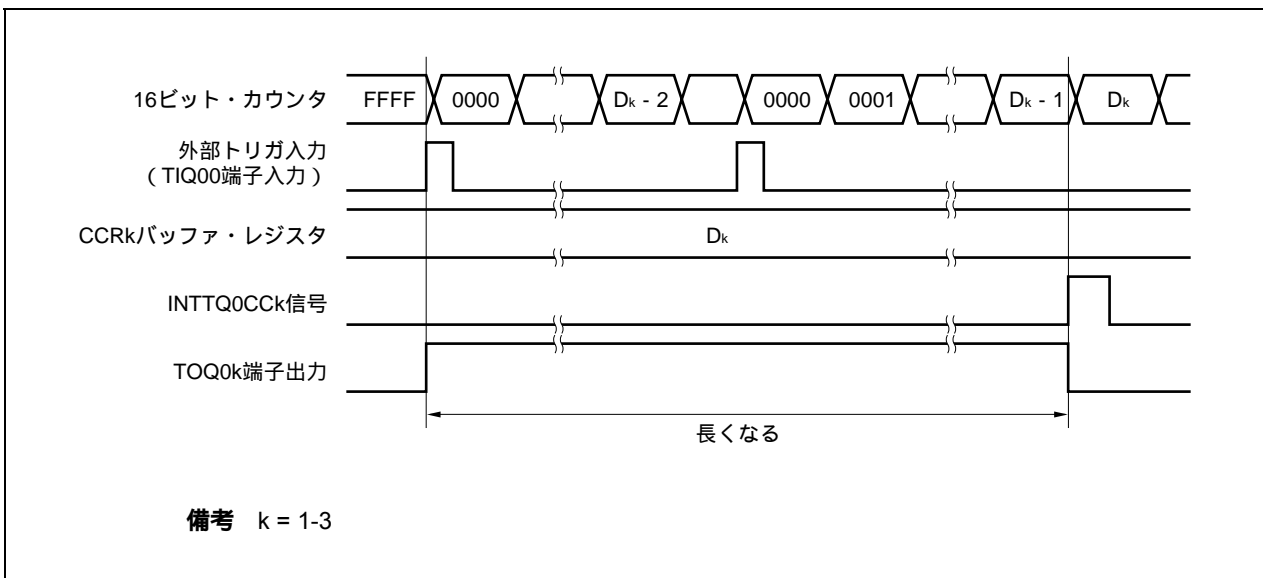 16ビット・カウンタ FFFF 0000 Dk - 2 0000 0001 Dk - 1 Dk
外部トリガ入力
(TIQ00端子入力)
CCRkバッファ・レジスタ Dk
INTTQ0CCk信号
TOQ0k端子出力
長くなる
備考 k = 1-3